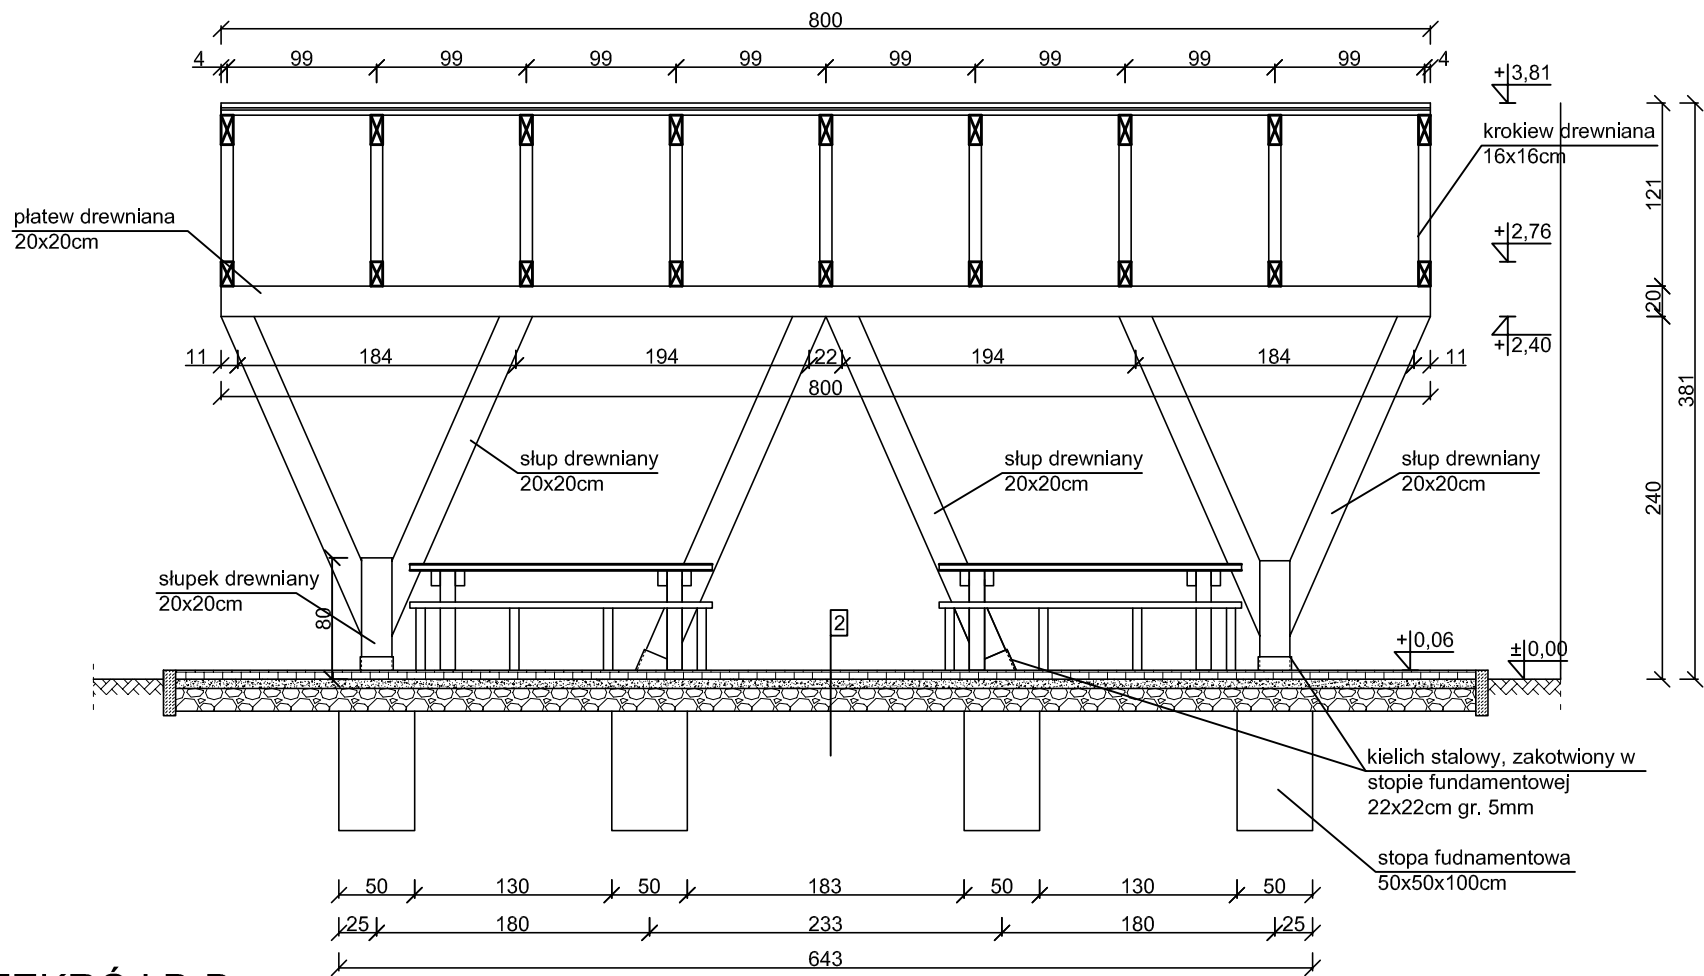 800
4 99 99 99 99 99 99 99 99 4
+3,81
krokiew drewniana
16x16cm
121
płatew drewniana
20x20cm
+2,76
20
+2,40
11 184 194 22 194 184 11
800
381
słup drewniany
20x20cm
słup drewniany
20x20cm
słup drewniany
20x20cm
240
słupek drewniany
20x20cm
80
2
+0,06
±0,00
kielich stalowy, zakotwiony w
stopie fundamentowej
22x22cm gr. 5mm
stopa fudnamentowa
50x50x100cm
50 130 50 183 50 130 50
25 180 233 180 25
643